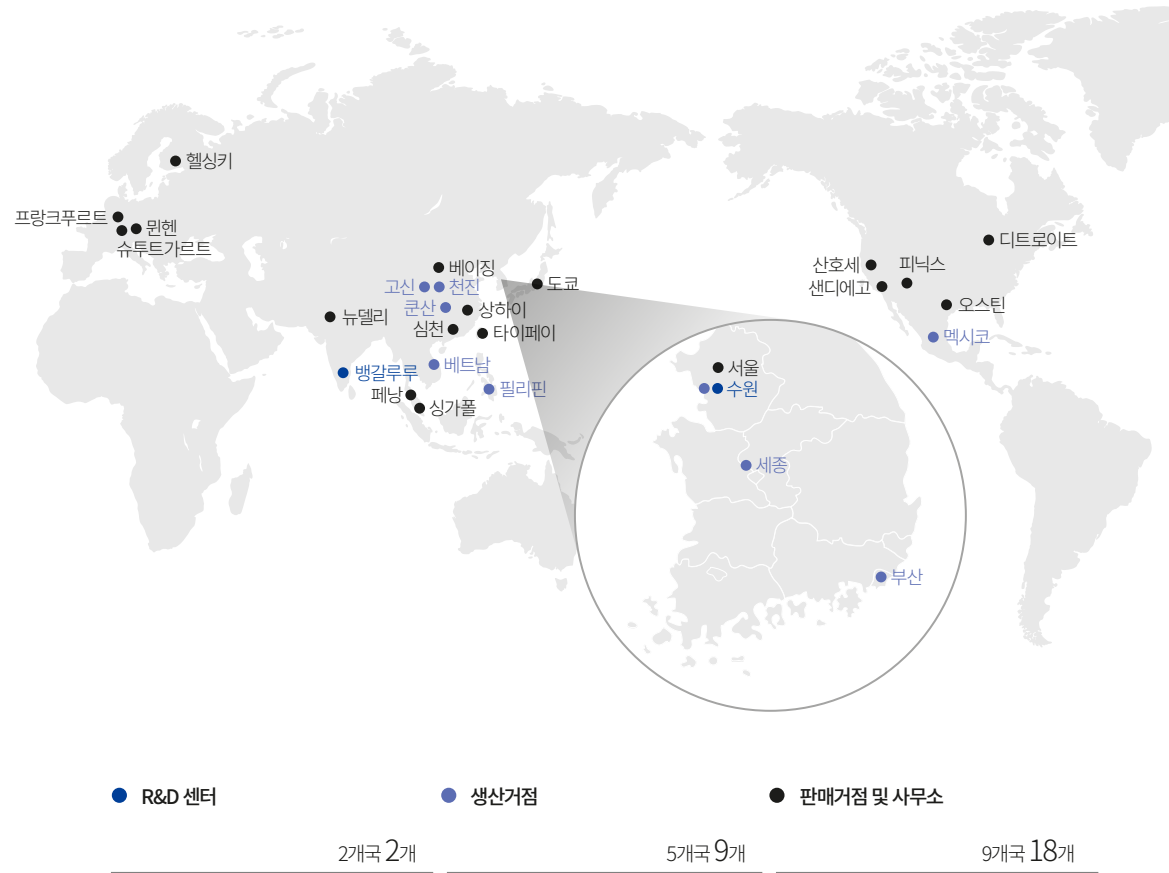 헬싱키
프랑크푸르트
뮌헨
슈투트가르트
베이징
고신
천진
쿤산
상하이
심천
타이페이
도쿄
뉴델리
뱅갈루루
베트남
페낭
필리핀
싱가폴
디트로이트
산호세
피닉스
샌디에고
오스틴
멕시코
서울
수원
세종
부산
R&D 센터
생산거점
판매거점 및 사무소
2개국 2개
5개국 9개
9개국 18개